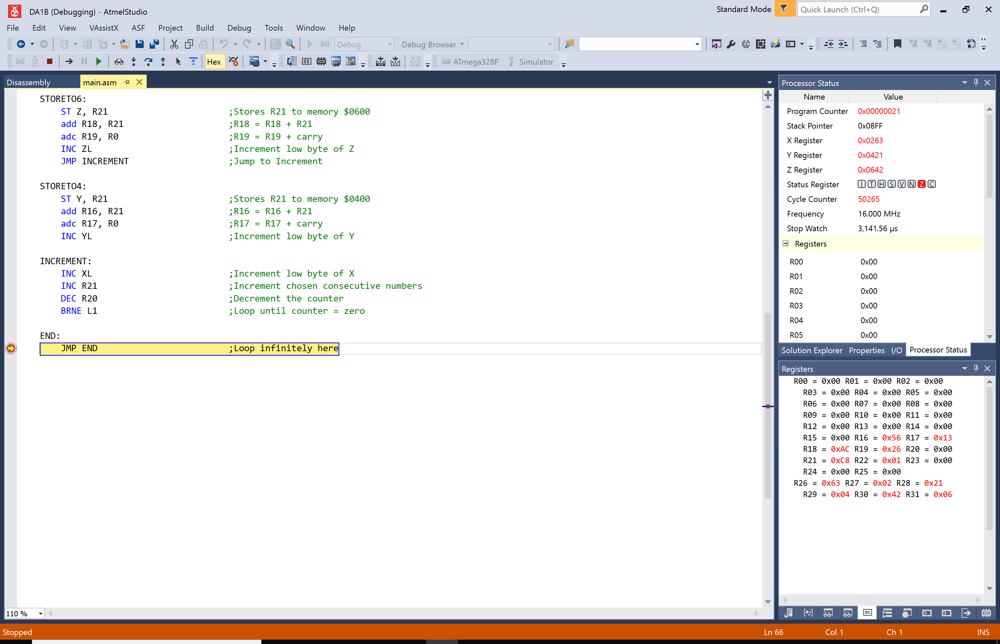 DA1B (Debugging) - AtmelStudio
Standard Mode
Quick Launch (Ctrl+Q)
File Edit View VAssistX ASF Project Build Debug Tools Window Help
Debug Debug Browser
Hex ATmega328P Simulator
Disassembly main.asm
STORETO6:
ST Z, R21 ;Stores R21 to memory $0600
add R18, R21 ;R18 = R18 + R21
adc R19, R0 ;R19 = R19 + carry
INC ZL ;Increment low byte of Z
JMP INCREMENT ;Jump to Increment
STORETO4:
ST Y, R21 ;Stores R21 to memory $0400
add R16, R21 ;R16 = R16 + R21
adc R17, R0 ;R17 = R17 + carry
INC YL ;Increment low byte of Y
INCREMENT:
INC XL ;Increment low byte of X
INC R21 ;Increment chosen consecutive numbers
DEC R20 ;Decrement the counter
BRNE L1 ;Loop until counter = zero
END:
JMP END ;Loop infinitely here
110 %
Processor Status
Name Value
Program Counter 0x00000021
Stack Pointer 0x08FF
X Register 0x0263
Y Register 0x0421
Z Register 0x0642
Status Register I T H S V N Z C
Cycle Counter 50265
Frequency 16.000 MHz
Stop Watch 3,141.56 µs
Registers
R00 0x00
R01 0x00
R02 0x00
R03 0x00
R04 0x00
R05 0x00
Solution Explorer Properties I/O Processor Status
Registers
R00 = 0x00 R01 = 0x00 R02 = 0x00
R03 = 0x00 R04 = 0x00 R05 = 0x00
R06 = 0x00 R07 = 0x00 R08 = 0x00
R09 = 0x00 R10 = 0x00 R11 = 0x00
R12 = 0x00 R13 = 0x00 R14 = 0x00
R15 = 0x00 R16 = 0x56 R17 = 0x13
R18 = 0xAC R19 = 0x26 R20 = 0x00
R21 = 0xC8 R22 = 0x01 R23 = 0x00
R24 = 0x00 R25 = 0x00
R26 = 0x63 R27 = 0x02 R28 = 0x21
R29 = 0x04 R30 = 0x42 R31 = 0x06
Stopped Ln 66 Col 1 Ch 1 INS